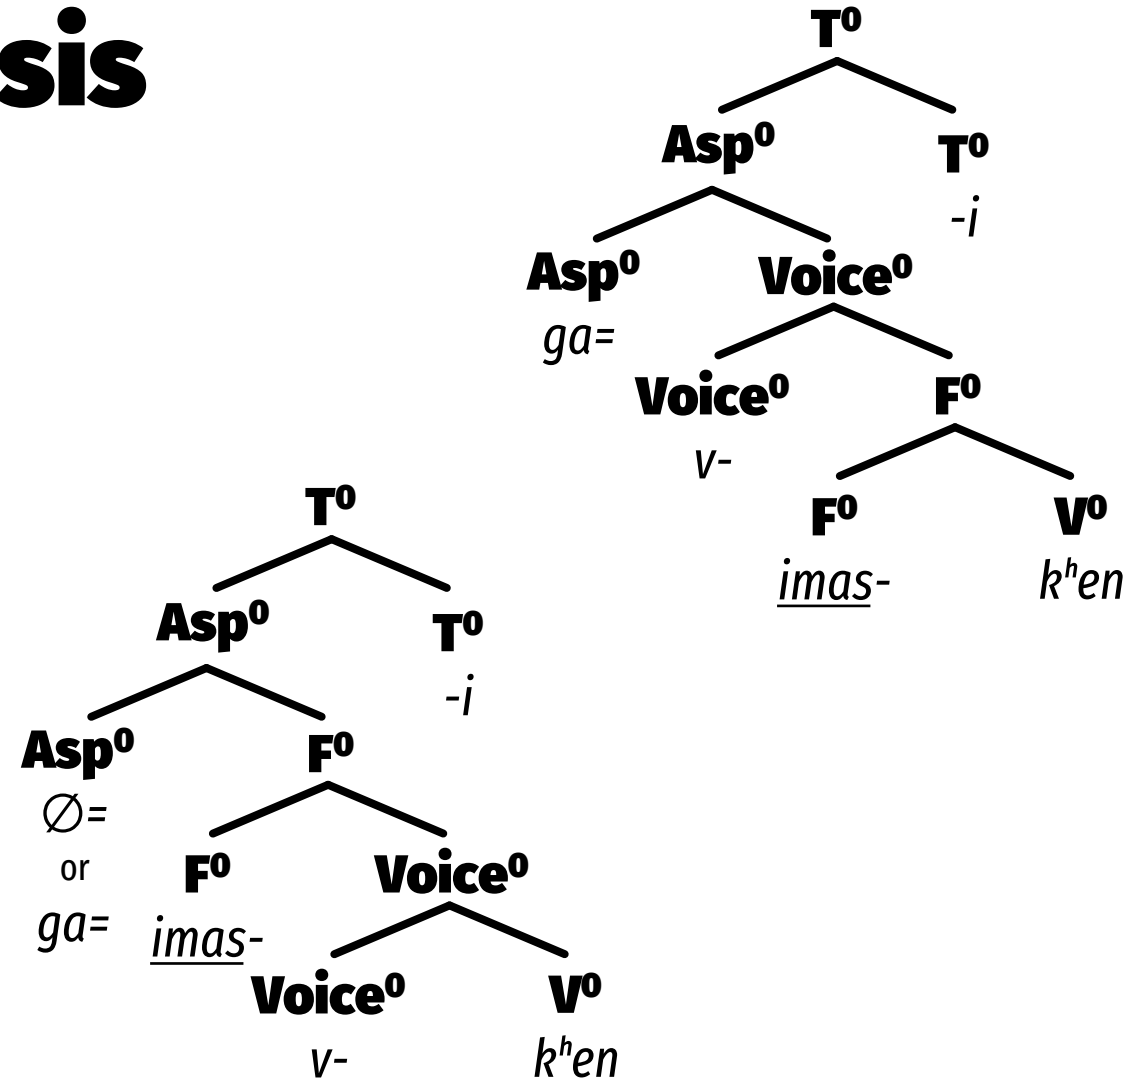 sis
T⁰
Asp⁰ T⁰
-i
Asp⁰ Voice⁰
ga=
Voice⁰ F⁰
v-
F⁰ V⁰
imas- kʰen
T⁰
Asp⁰ T⁰
-i
Asp⁰ F⁰
∅=
or
ga=
F⁰ Voice⁰
imas-
Voice⁰ V⁰
v- kʰen